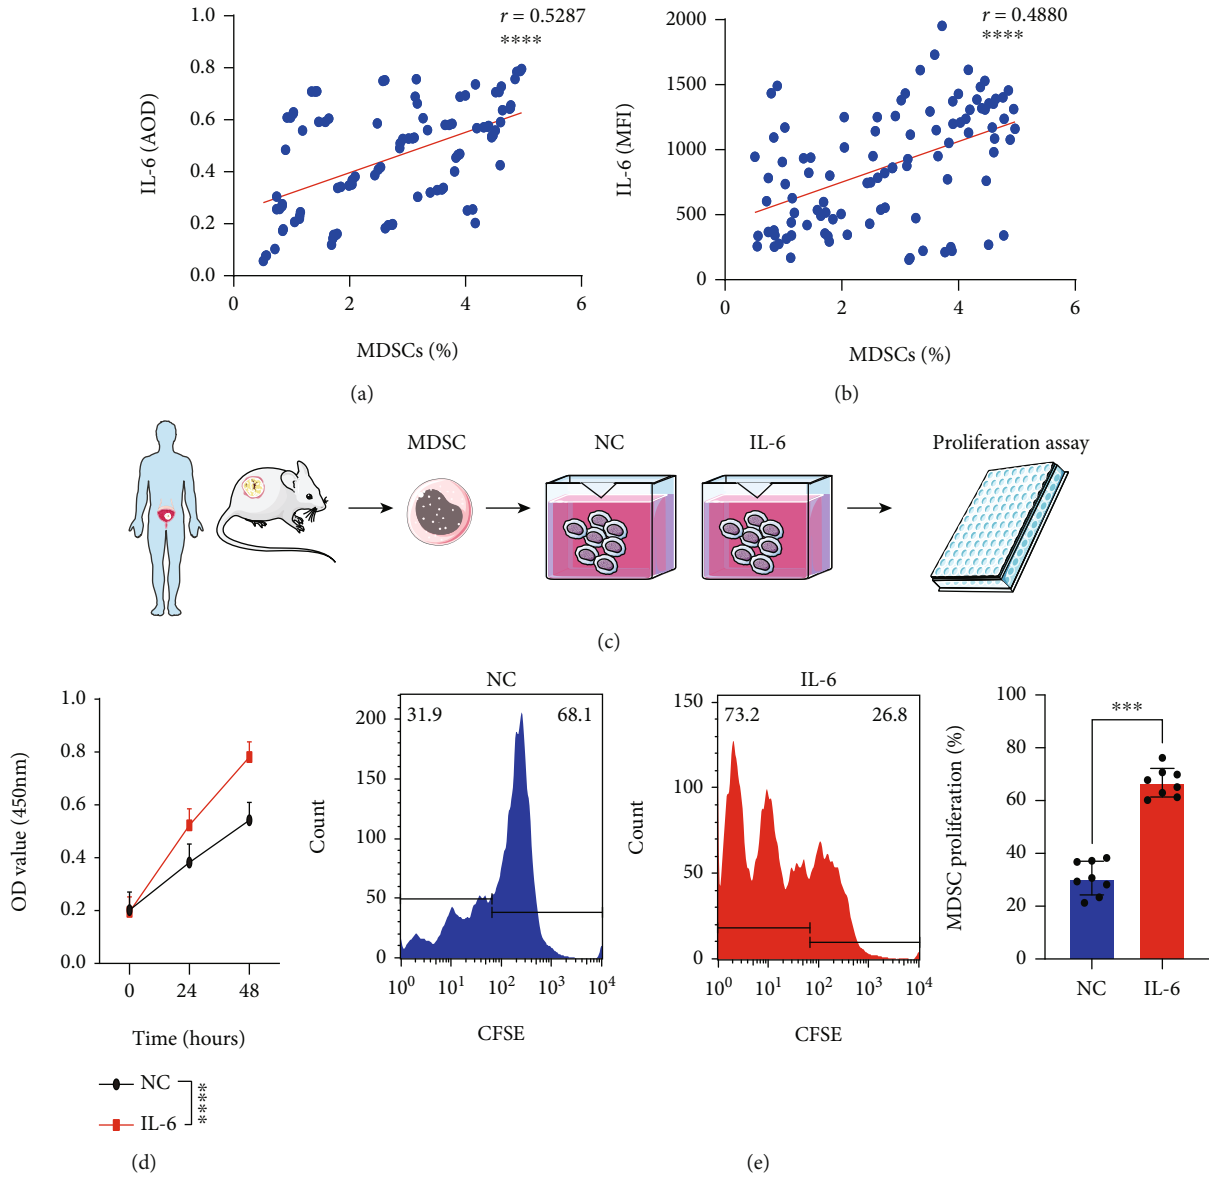 r = 0.5287
****
IL-6 (AOD)
1.0
0.8
0.6
0.4
0.2
0.0
0 2 4 6
MDSCs (%)
(a)
r = 0.4880
****
IL-6 (MFI)
2000
1500
1000
500
0
0 2 4 6
MDSCs (%)
(b)
MDSC
NC
IL-6
Proliferation assay
(c)
OD value (450nm)
1.0
0.8
0.6
0.4
0.2
0.0
0 24 48
Time (hours)
NC
IL-6
****
(d)
NC
31.9 68.1
Count
200
150
100
50
0
10^0 10^1 10^2 10^3 10^4
CFSE
IL-6
73.2 26.8
Count
150
100
50
0
10^0 10^1 10^2 10^3 10^4
CFSE
***
MDSC proliferation (%)
100
80
60
40
20
0
NC IL-6
(e)